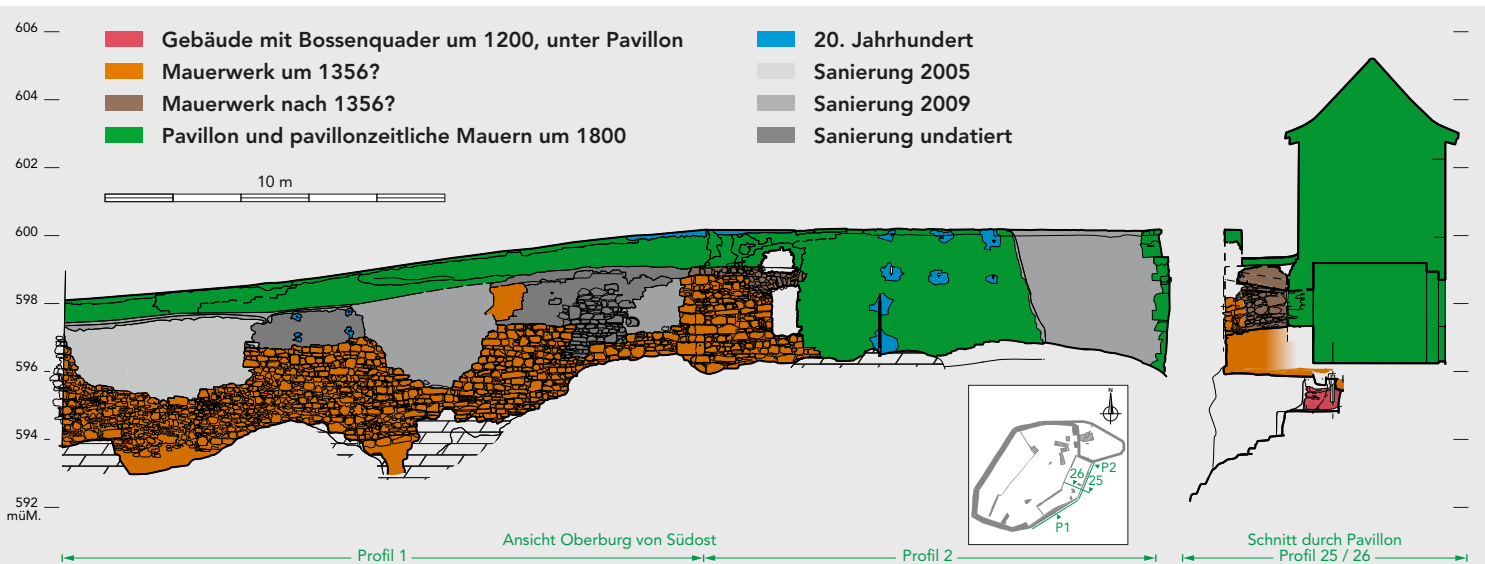 606
604
602
600
598
596
594
592
müM.
Gebäude mit Bossenquader um 1200, unter Pavillon
Mauerwerk um 1356?
Mauerwerk nach 1356?
Pavillon und pavillonzeitliche Mauern um 1800
20. Jahrhundert
Sanierung 2005
Sanierung 2009
Sanierung undatiert
10 m
N
26
25
P2
P1
Ansicht Oberburg von Südost
Profil 1
Profil 2
Schnitt durch Pavillon
Profil 25 / 26